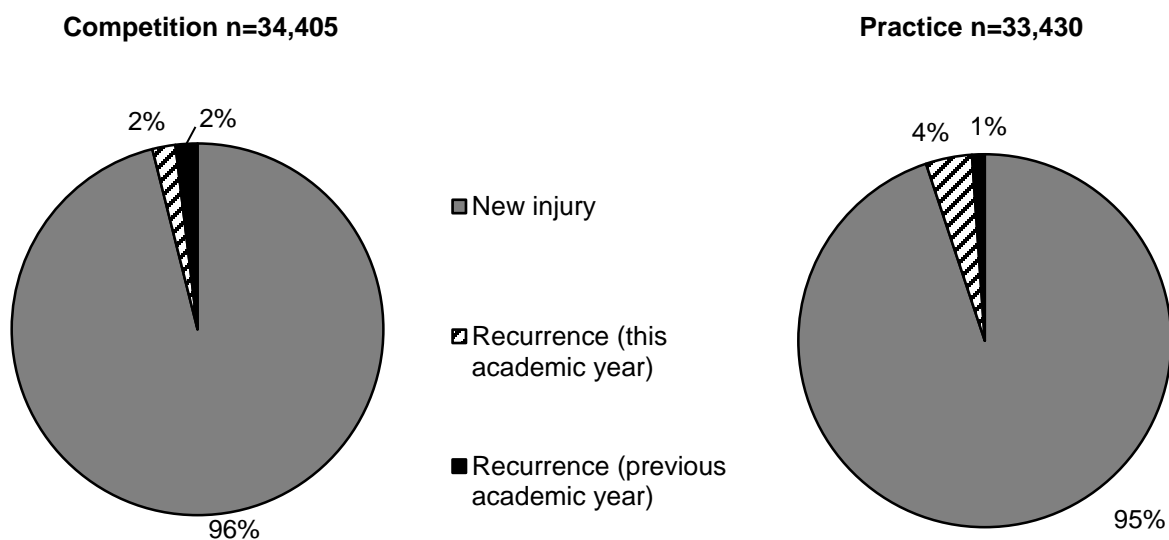 Competition n=34,405
Practice n=33,430
2%
2%
4%
1%
New injury
Recurrence (this
academic year)
Recurrence (previous
academic year)
96%
95%